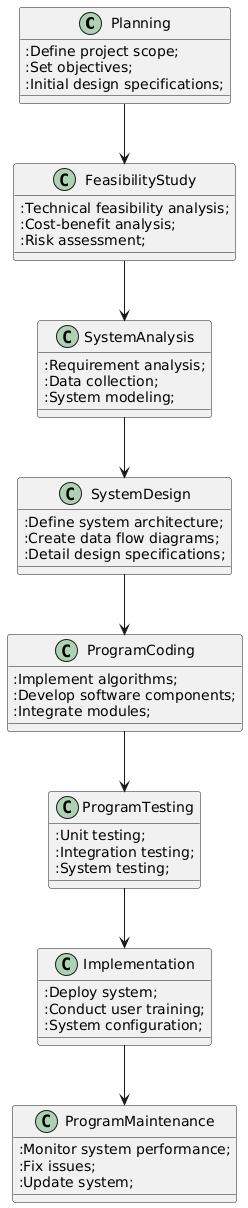 C Planning
:Define project scope;
:Set objectives;
:Initial design specifications;
C FeasibilityStudy
:Technical feasibility analysis;
:Cost-benefit analysis;
:Risk assessment;
C SystemAnalysis
:Requirement analysis;
:Data collection;
:System modeling;
C SystemDesign
:Define system architecture;
:Create data flow diagrams;
:Detail design specifications;
C ProgramCoding
:Implement algorithms;
:Develop software components;
:Integrate modules;
C ProgramTesting
:Unit testing;
:Integration testing;
:System testing;
C Implementation
:Deploy system;
:Conduct user training;
:System configuration;
C ProgramMaintenance
:Monitor system performance;
:Fix issues;
:Update system;